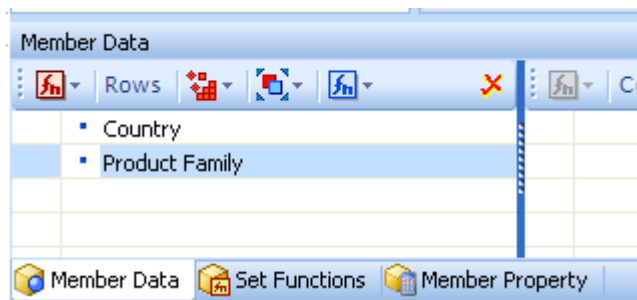 Member Data
Rows
Country
Product Family
Member Data Set Functions Member Property